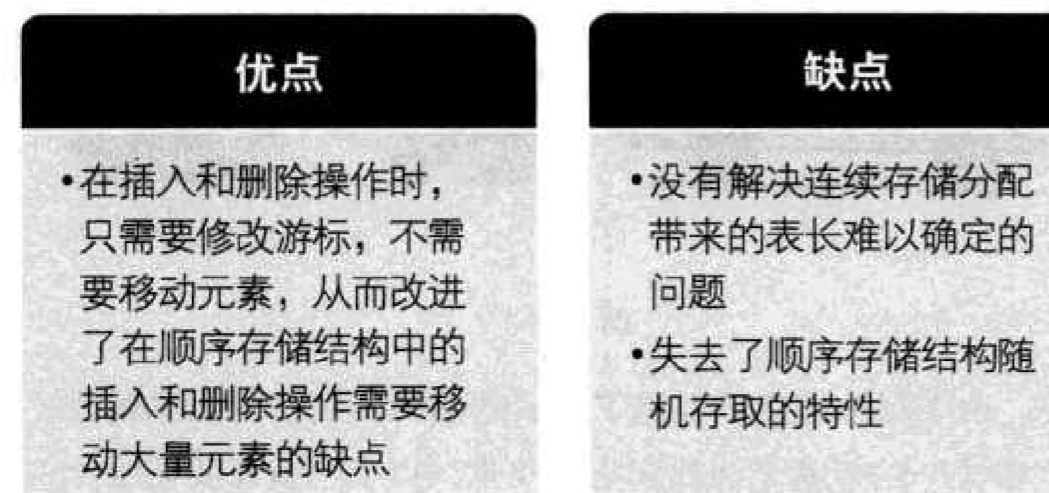 优点
•在插入和删除操作时，
只需要修改游标，不需
要移动元素，从而改进
了在顺序存储结构中的
插入和删除操作需要移
动大量元素的缺点
缺点
•没有解决连续存储分配
带来的表长难以确定的
问题
•失去了顺序存储结构随
机存取的特性